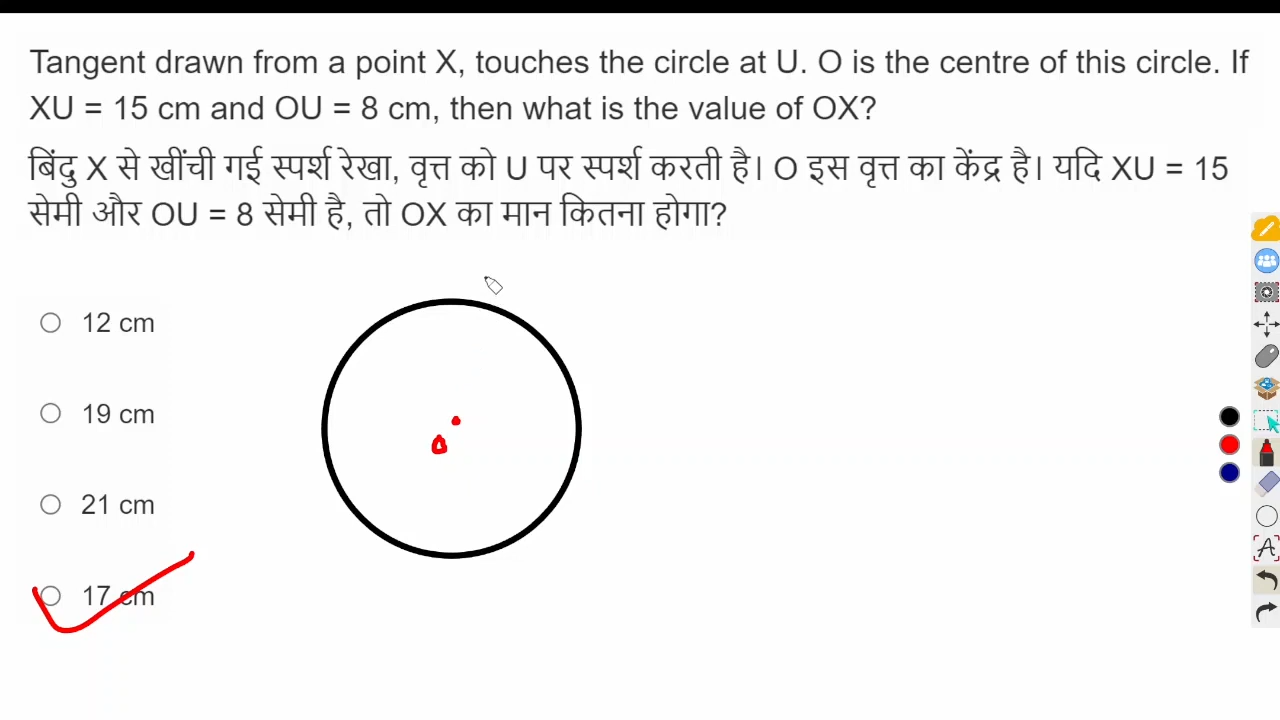 Tangent drawn from a point X, touches the circle at U. O is the centre of this circle. If
XU = 15 cm and OU = 8 cm, then what is the value of OX?
बिंदु X से खींची गई स्पर्श रेखा, वृत्त को U पर स्पर्श करती है। O इस वृत्त का केंद्र है। यदि XU = 15
सेमी और OU = 8 सेमी है, तो OX का मान कितना होगा?
12 cm
19 cm
21 cm
17 cm